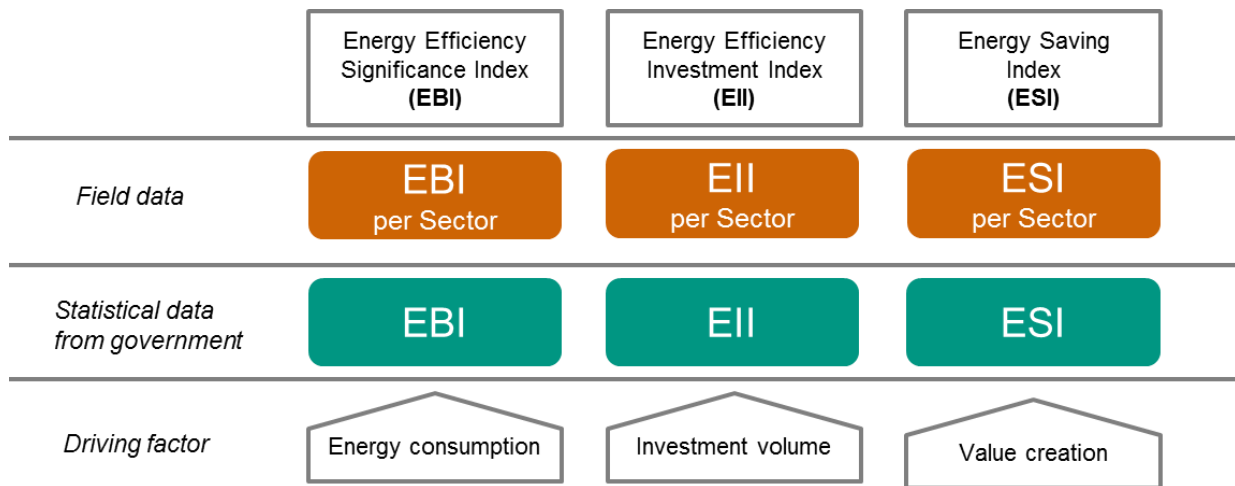 Energy Efficiency
Significance Index
(EBI)
Energy Efficiency
Investment Index
(EII)
Energy Saving
Index
(ESI)
Field data
EBI
per Sector
EII
per Sector
ESI
per Sector
Statistical data
from government
EBI
EII
ESI
Driving factor
Energy consumption
Investment volume
Value creation